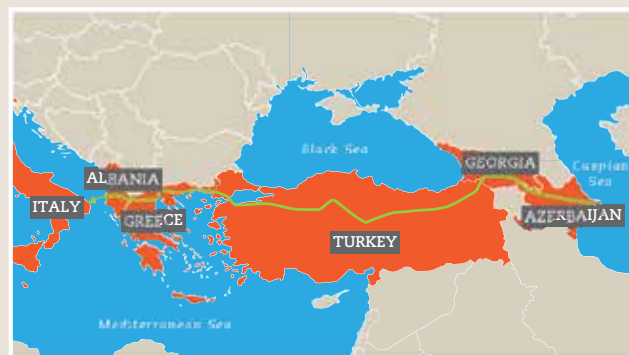 Black Sea
GEORGIA
Caspian
Sea
ALBANIA
ITALY
GREECE
AZERBAIJAN
TURKEY
Mediterranean Sea